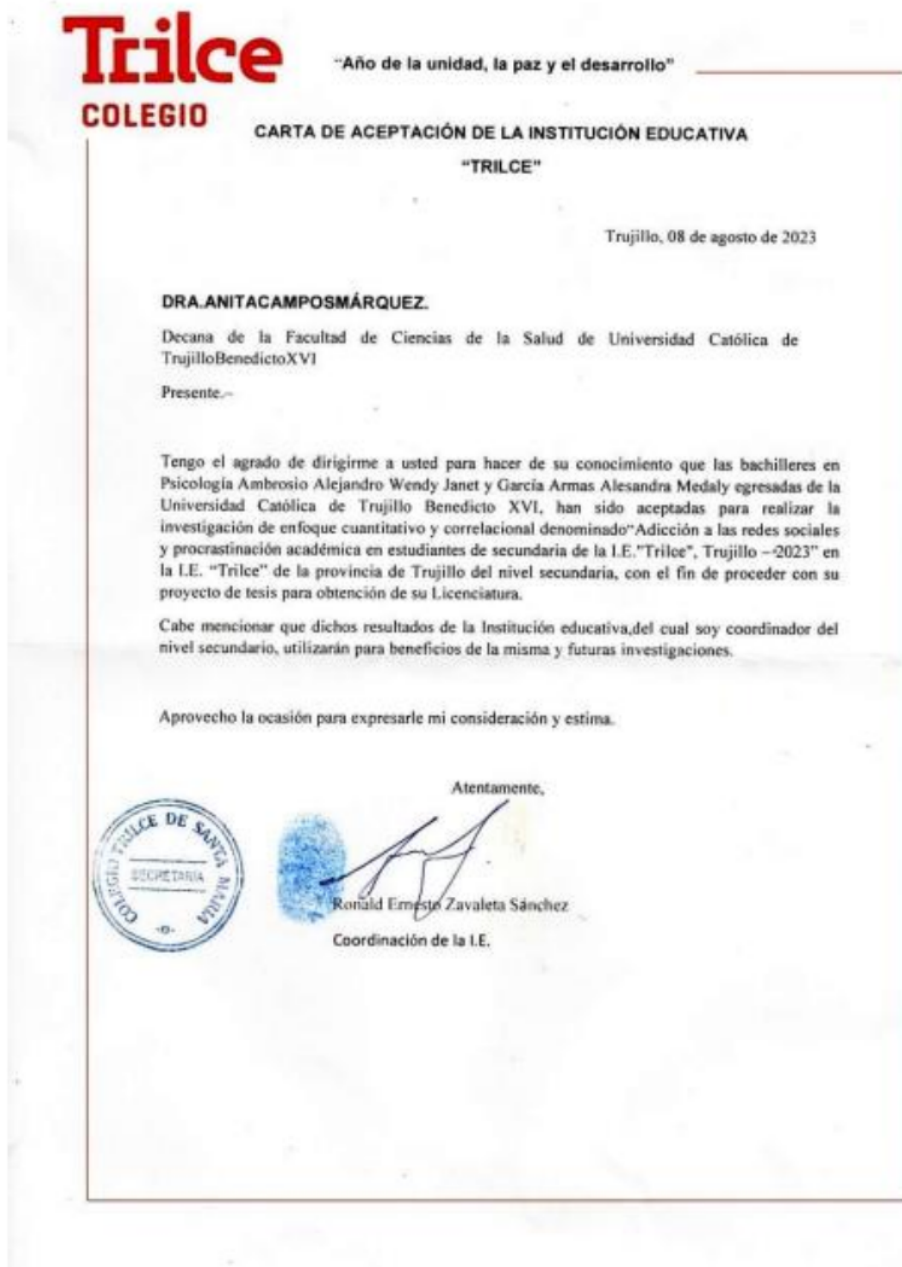 Trilce
COLEGIO
"Año de la unidad, la paz y el desarrollo"
CARTA DE ACEPTACIÓN DE LA INSTITUCIÓN EDUCATIVA
"TRILCE"
Trujillo, 08 de agosto de 2023
DRA.ANITACAMPOSMÁRQUEZ.
Decana de la Facultad de Ciencias de la Salud de Universidad Católica de
TrujilloBenedictoXVI
Presente.–
Tengo el agrado de dirigirme a usted para hacer de su conocimiento que las bachilleres en
Psicología Ambrosio Alejandro Wendy Janet y García Armas Alesandra Medaly egresadas de la
Universidad Católica de Trujillo Benedicto XVI, han sido aceptadas para realizar la
investigación de enfoque cuantitativo y correlacional denominado"Adicción a las redes sociales
y procrastinación académica en estudiantes de secundaria de la I.E."Trilce", Trujillo –-2023" en
la I.E. "Trilce" de la provincia de Trujillo del nivel secundaria, con el fin de proceder con su
proyecto de tesis para obtención de su Licenciatura.
Cabe mencionar que dichos resultados de la Institución educativa,del cual soy coordinador del
nivel secundario, utilizarán para beneficios de la misma y futuras investigaciones.
Aprovecho la ocasión para expresarle mi consideración y estima.
Atentamente,
COLEGIO TRILCE DE SANTA MARIA
SECRETARIA
Ronald Ernesto Zavaleta Sánchez
Coordinación de la I.E.